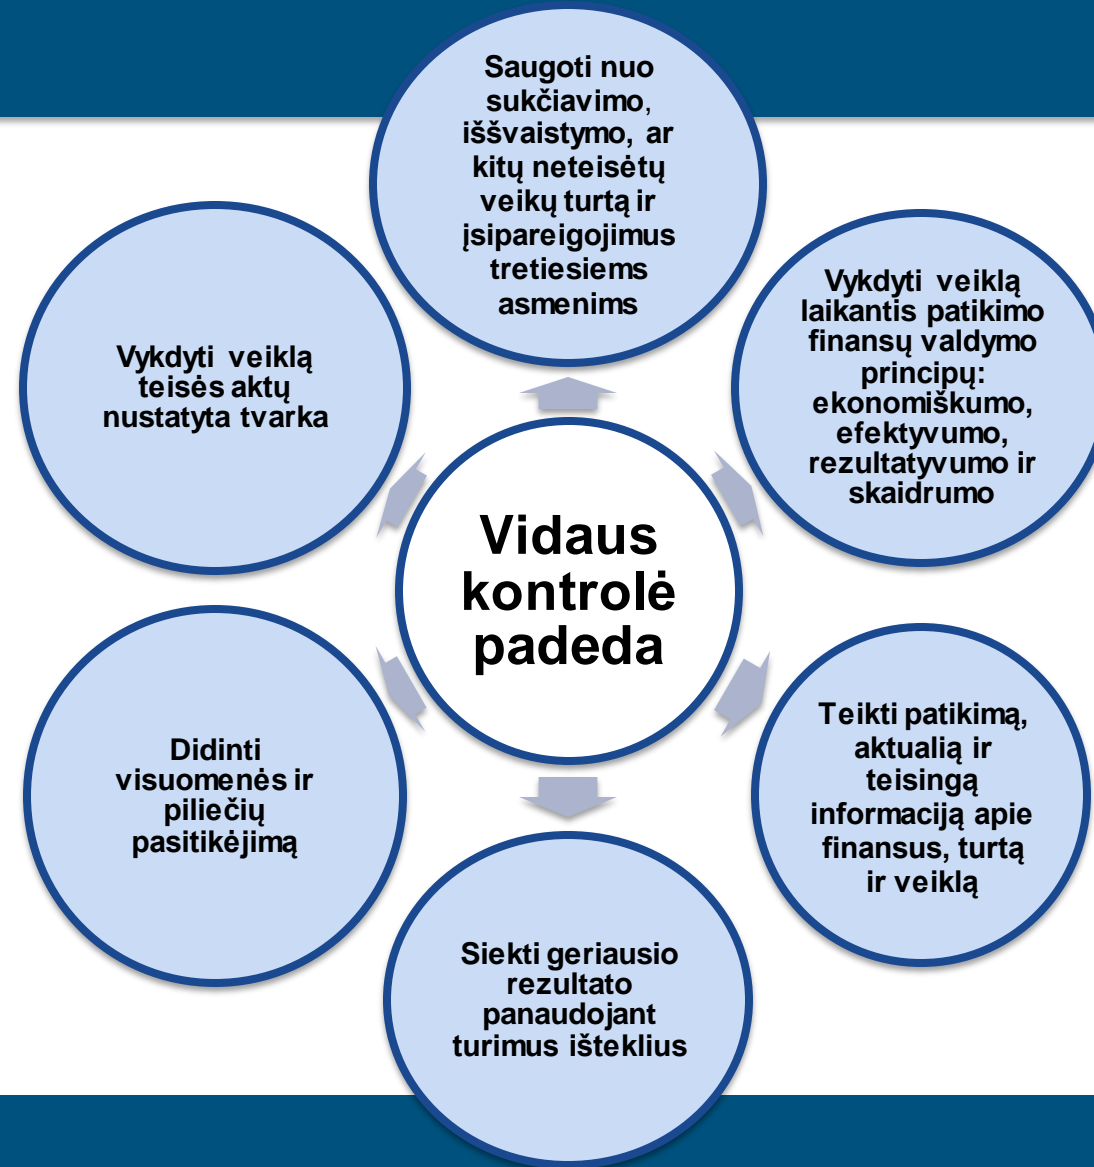 Saugoti nuo
sukčiavimo,
iššvaistymo, ar
kitų neteisėtų
veikų turtą ir
įsipareigojimus
tretiesiems
asmenims
Vykdyti veiklą
laikantis patikimo
finansų valdymo
principų:
ekonomiškumo,
efektyvumo,
rezultatyvumo ir
skaidrumo
Vykdyti veiklą
teisės aktų
nustatyta tvarka
Vidaus
kontrolė
padeda
Teikti patikimą,
aktualią ir
teisingą
informaciją apie
finansus, turtą
ir veiklą
Didinti
visuomenės ir
piliečių
pasitikėjimą
Siekti geriausio
rezultato
panaudojant
turimus išteklius